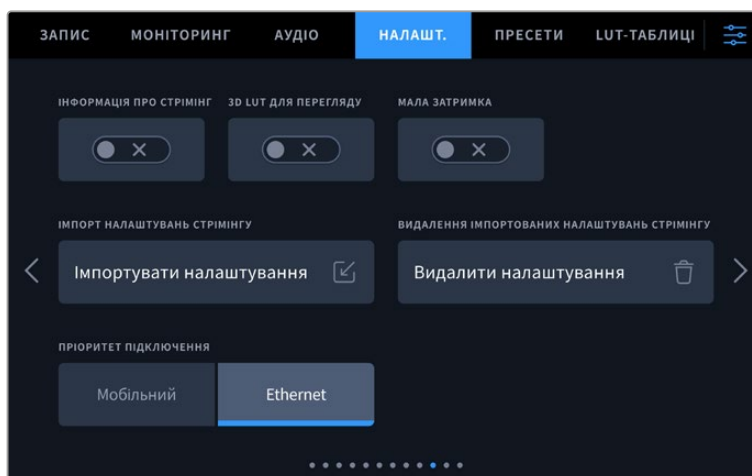 ЗАПИС МОНІТОРИНГ АУДІО НАЛАШТ. ПРЕСЕТИ LUT-ТАБЛИЦІ
ІНФОРМАЦІЯ ПРО СТРІМІНГ 3D LUT ДЛЯ ПЕРЕГЛЯДУ МАЛА ЗАТРИМКА
ІМПОРТ НАЛАШТУВАНЬ СТРІМІНГУ ВИДАЛЕННЯ ІМПОРТОВАНИХ НАЛАШТУВАНЬ СТРІМІНГУ
Імпортувати налаштування Видалити налаштування
ПРІОРИТЕТ ПІДКЛЮЧЕННЯ
Мобільний Ethernet